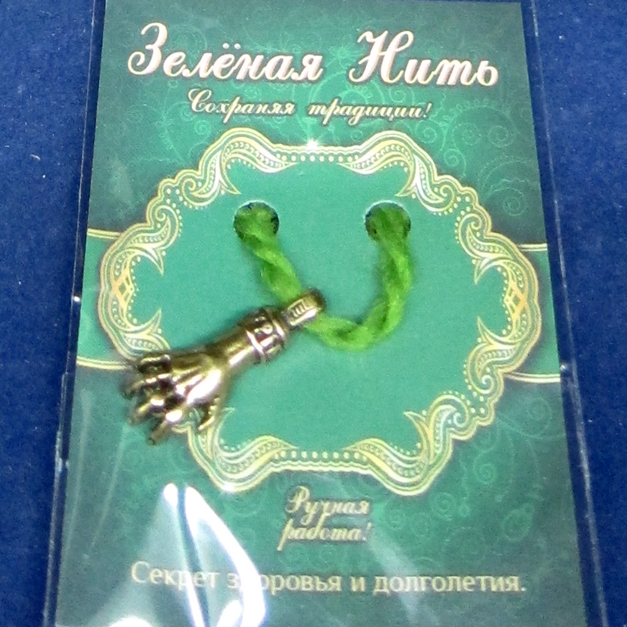 Зелёная Нить
Сохраняя традиции!
Ручная
работа!
Секрет здоровья и долголетия.